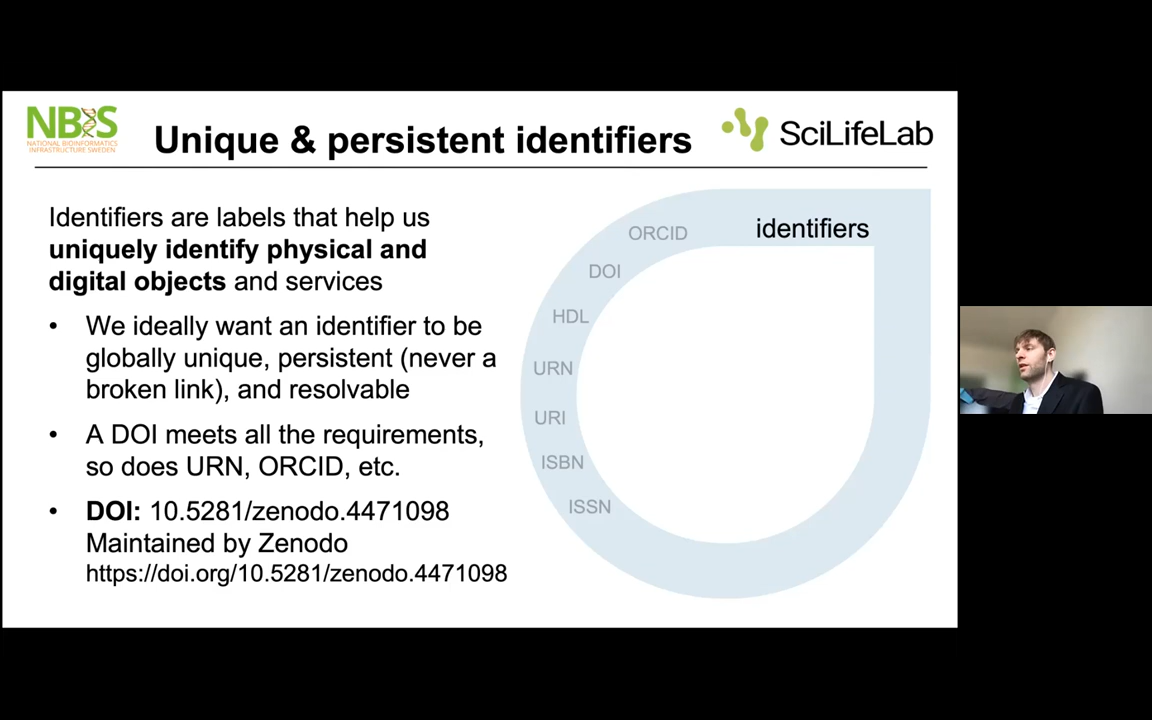 NBIS
NATIONAL BIOINFORMATICS
INFRASTRUCTURE SWEDEN
Unique & persistent identifiers
SciLifeLab
Identifiers are labels that help us
uniquely identify physical and
digital objects and services
• We ideally want an identifier to be
globally unique, persistent (never a
broken link), and resolvable
• A DOI meets all the requirements,
so does URN, ORCID, etc.
• DOI: 10.5281/zenodo.4471098
Maintained by Zenodo
https://doi.org/10.5281/zenodo.4471098
identifiers
ORCID
DOI
HDL
URN
URI
ISBN
ISSN